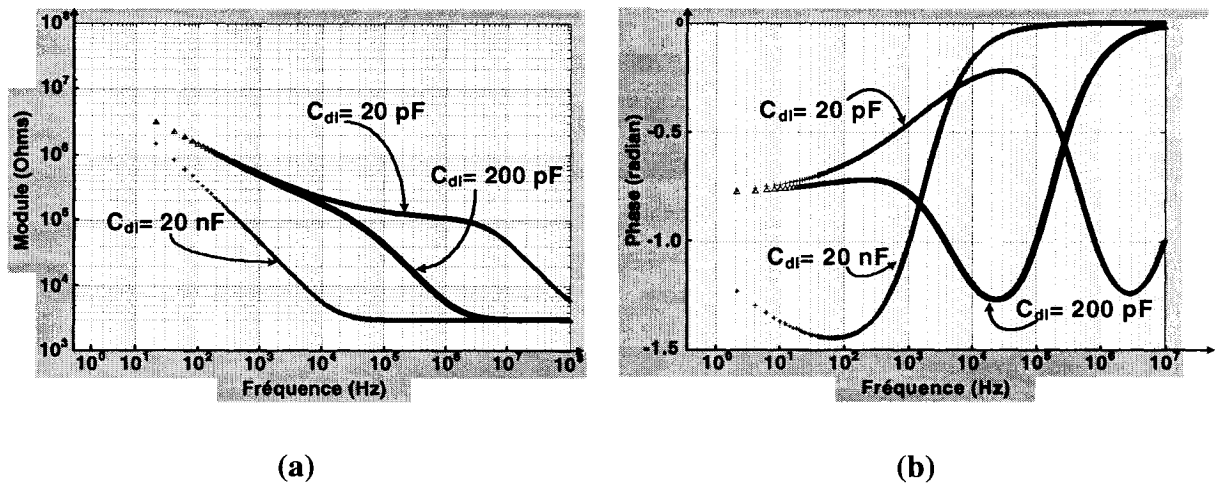 10⁸
10⁷
10⁶
10⁵
10⁴
10³
Module (Ohms)
C_dl= 20 pF
C_dl= 200 pF
C_dl= 20 nF
10⁰ 10¹ 10² 10³ 10⁴ 10⁵ 10⁶ 10⁷ 10⁸
Fréquence (Hz)
(a)
0
-0.5
-1.0
-1.5
Phase (radian)
C_dl= 20 pF
C_dl= 20 nF
C_dl= 200 pF
10⁰ 10¹ 10² 10³ 10⁴ 10⁵ 10⁶ 10⁷
Fréquence (Hz)
(b)